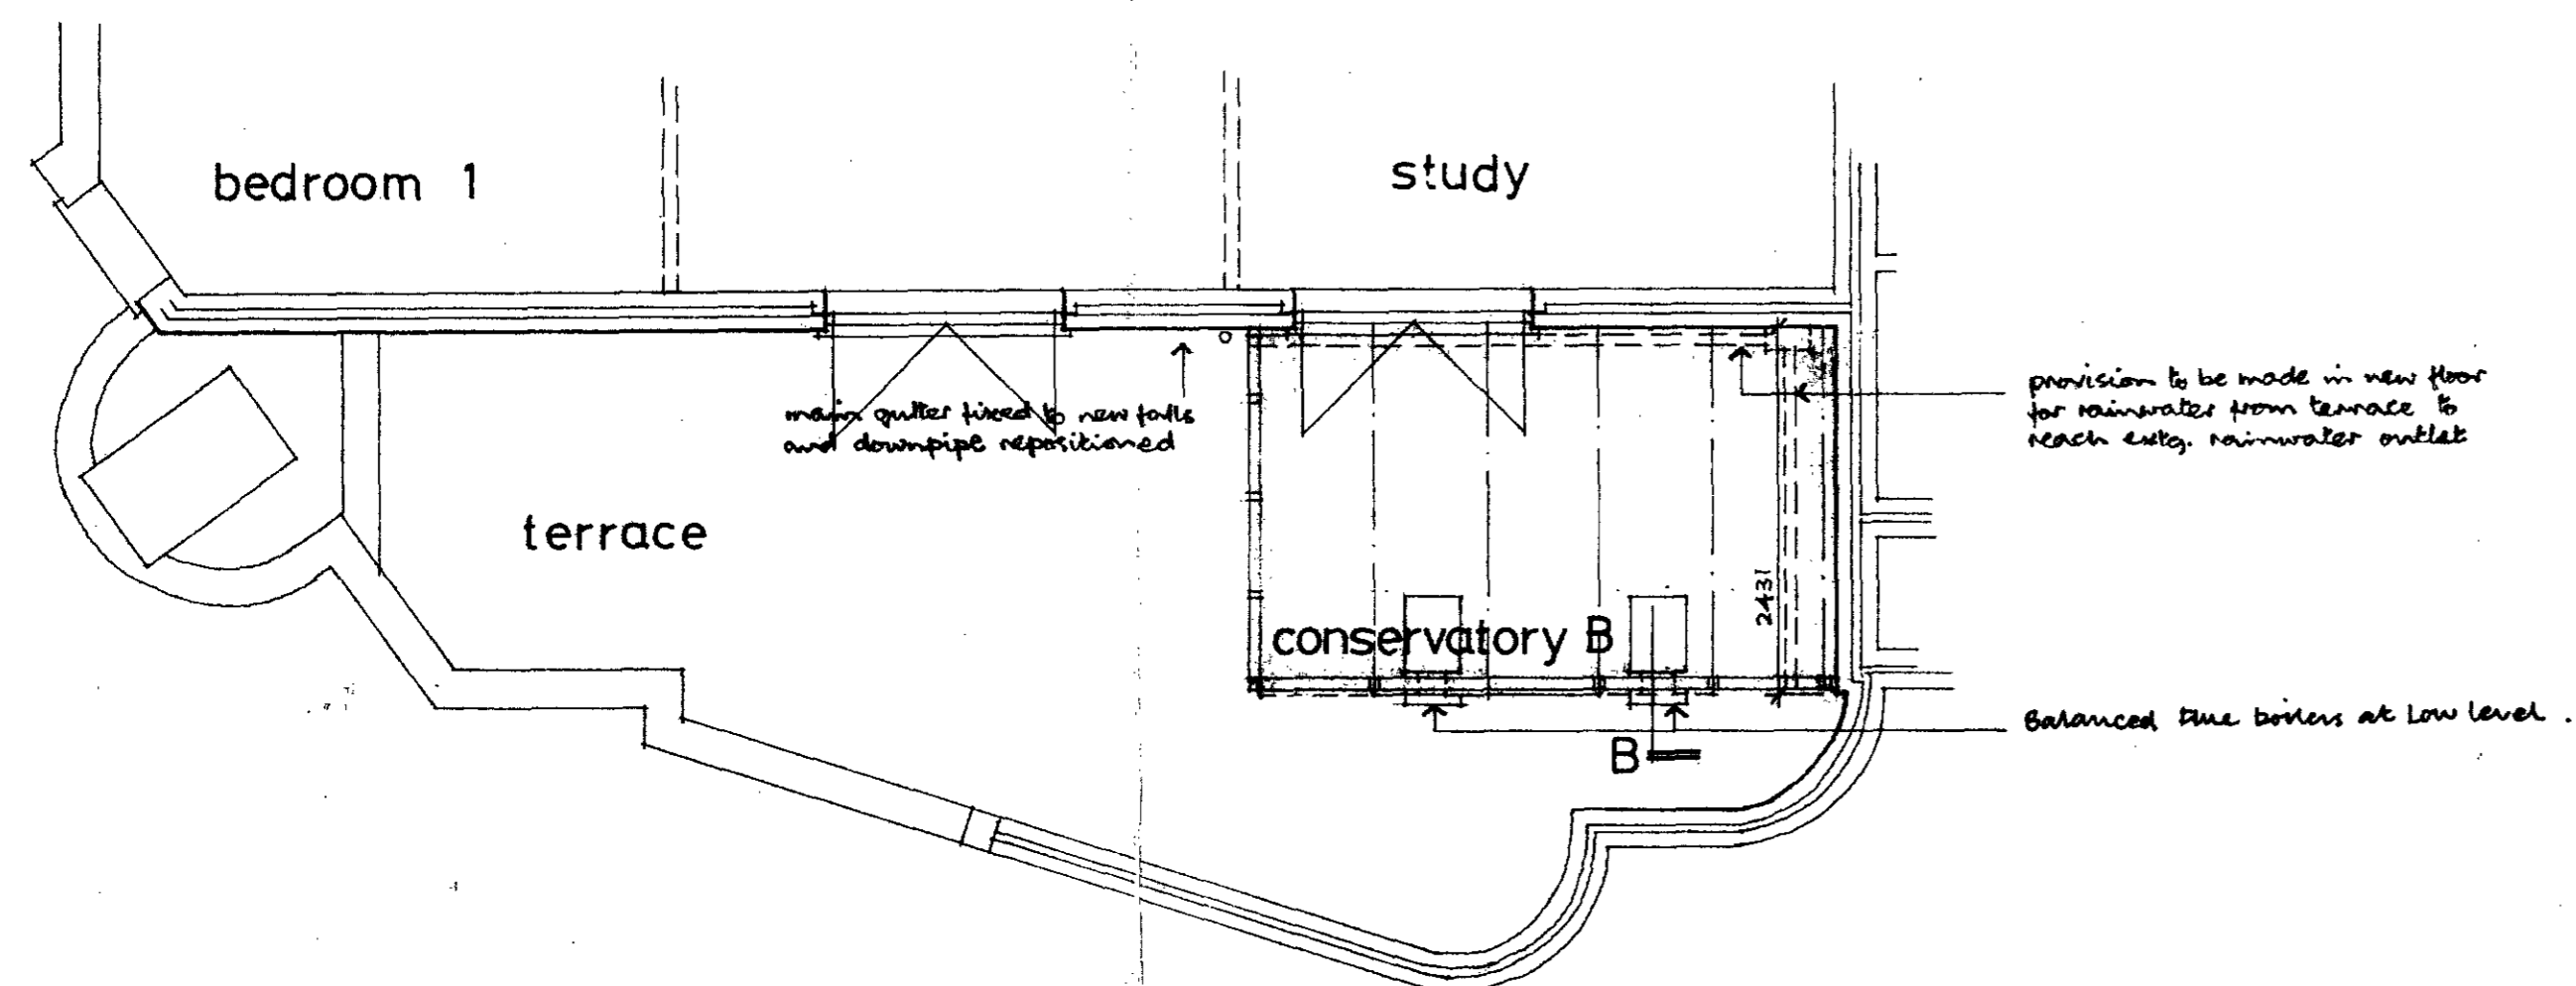 bedroom 1
study
main gutter fixed to new falls
and downpipe repositioned
provision to be made in new floor
for rainwater from terrace to
reach extg. rainwater outlet
terrace
2431
conservatory B
Balanced flue boilers at Low level.
B